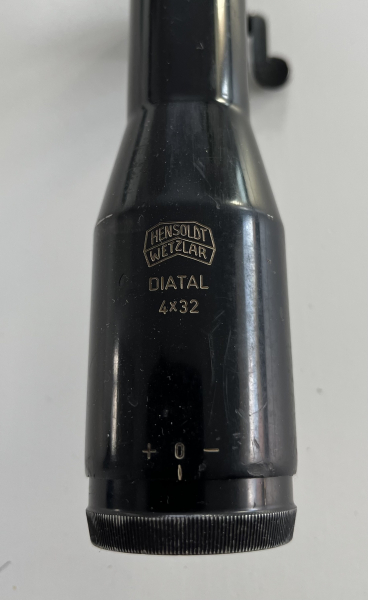 HENSOLDT
WETZLAR
DIATAL
4x32
+ 0 -